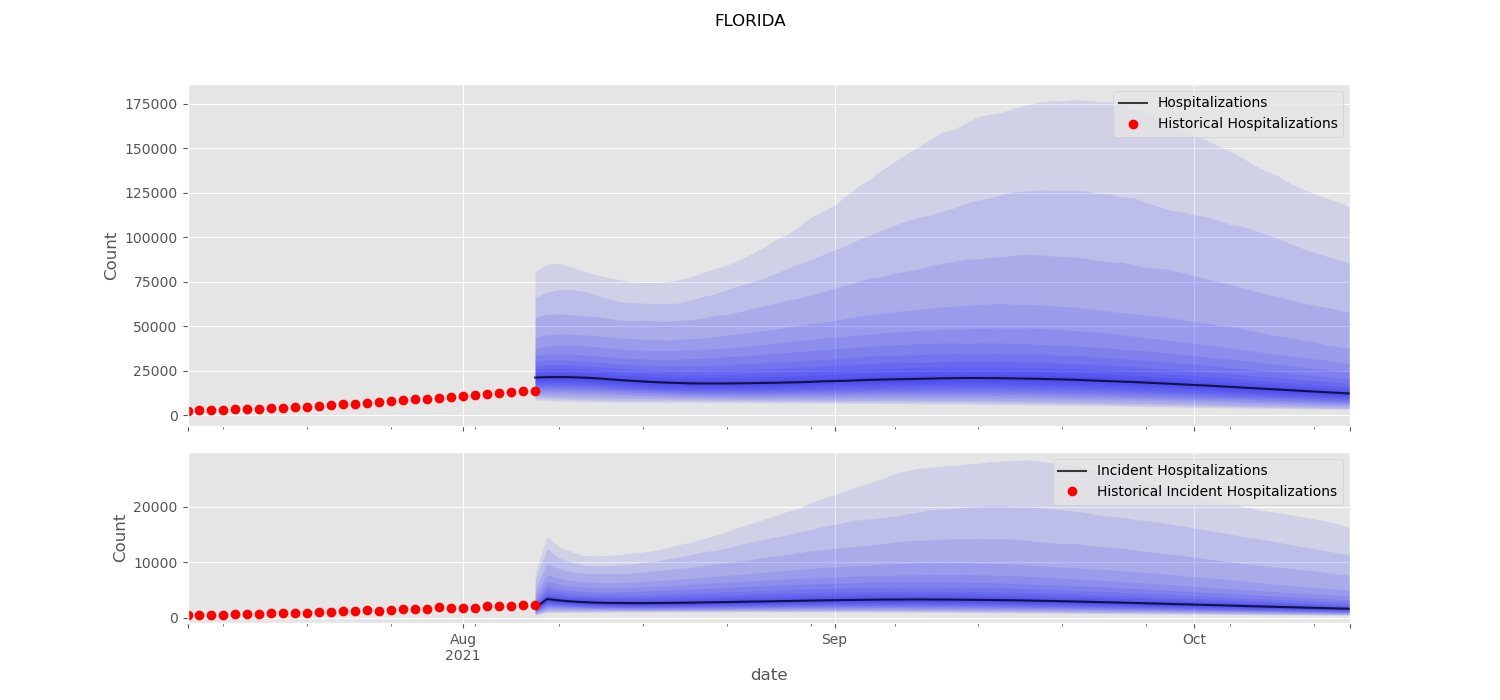 FLORIDA
175000
150000
125000
100000
75000
50000
25000
0
Count
Hospitalizations
Historical Hospitalizations
20000
10000
0
Count
Incident Hospitalizations
Historical Incident Hospitalizations
Aug
2021
Sep
Oct
date